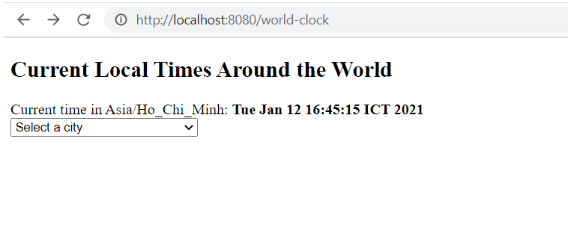 http://localhost:8080/world-clock
Current Local Times Around the World
Current time in Asia/Ho_Chi_Minh: Tue Jan 12 16:45:15 ICT 2021
Select a city